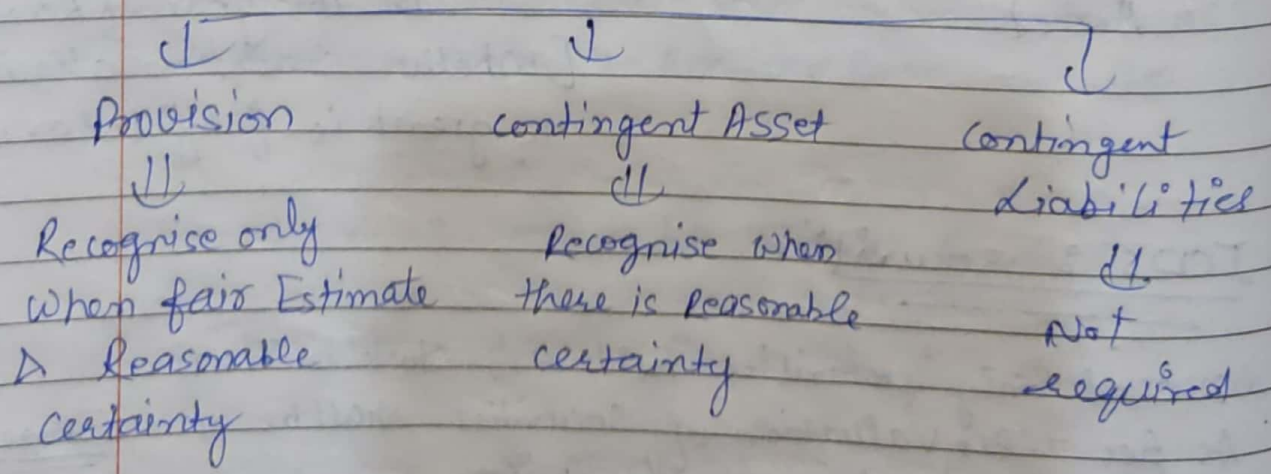 Provision
Recognise only
when fair Estimate
& Reasonable
certainty
Contingent Asset
Recognise when
there is Reasonable
certainty
Contingent
Liabilities
Not
required